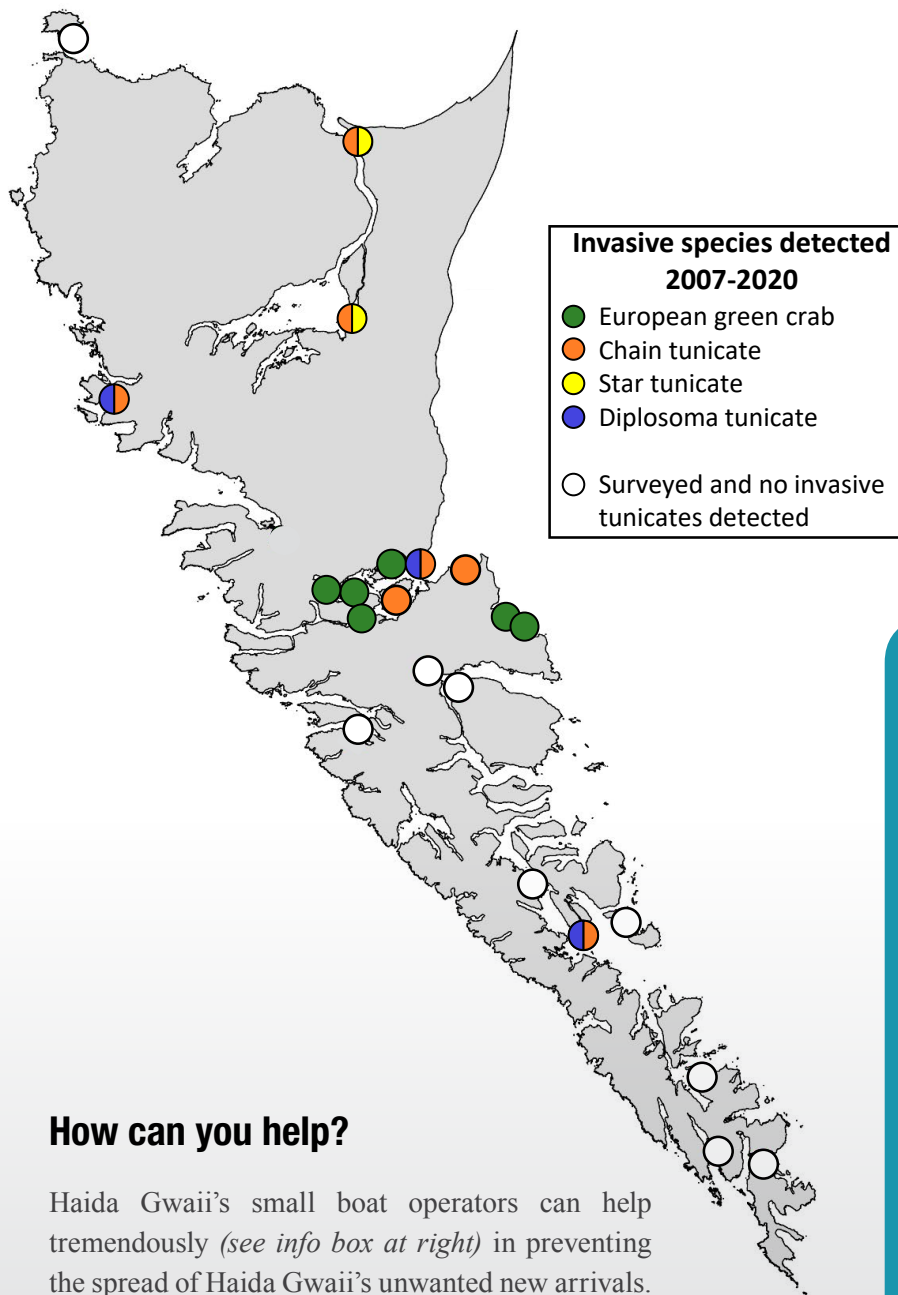 Invasive species detected
2007-2020
European green crab
Chain tunicate
Star tunicate
Diplosoma tunicate
Surveyed and no invasive
tunicates detected
How can you help?
Haida Gwaii's small boat operators can help
tremendously (see info box at right) in preventing
the spread of Haida Gwaii's unwanted new arrivals.